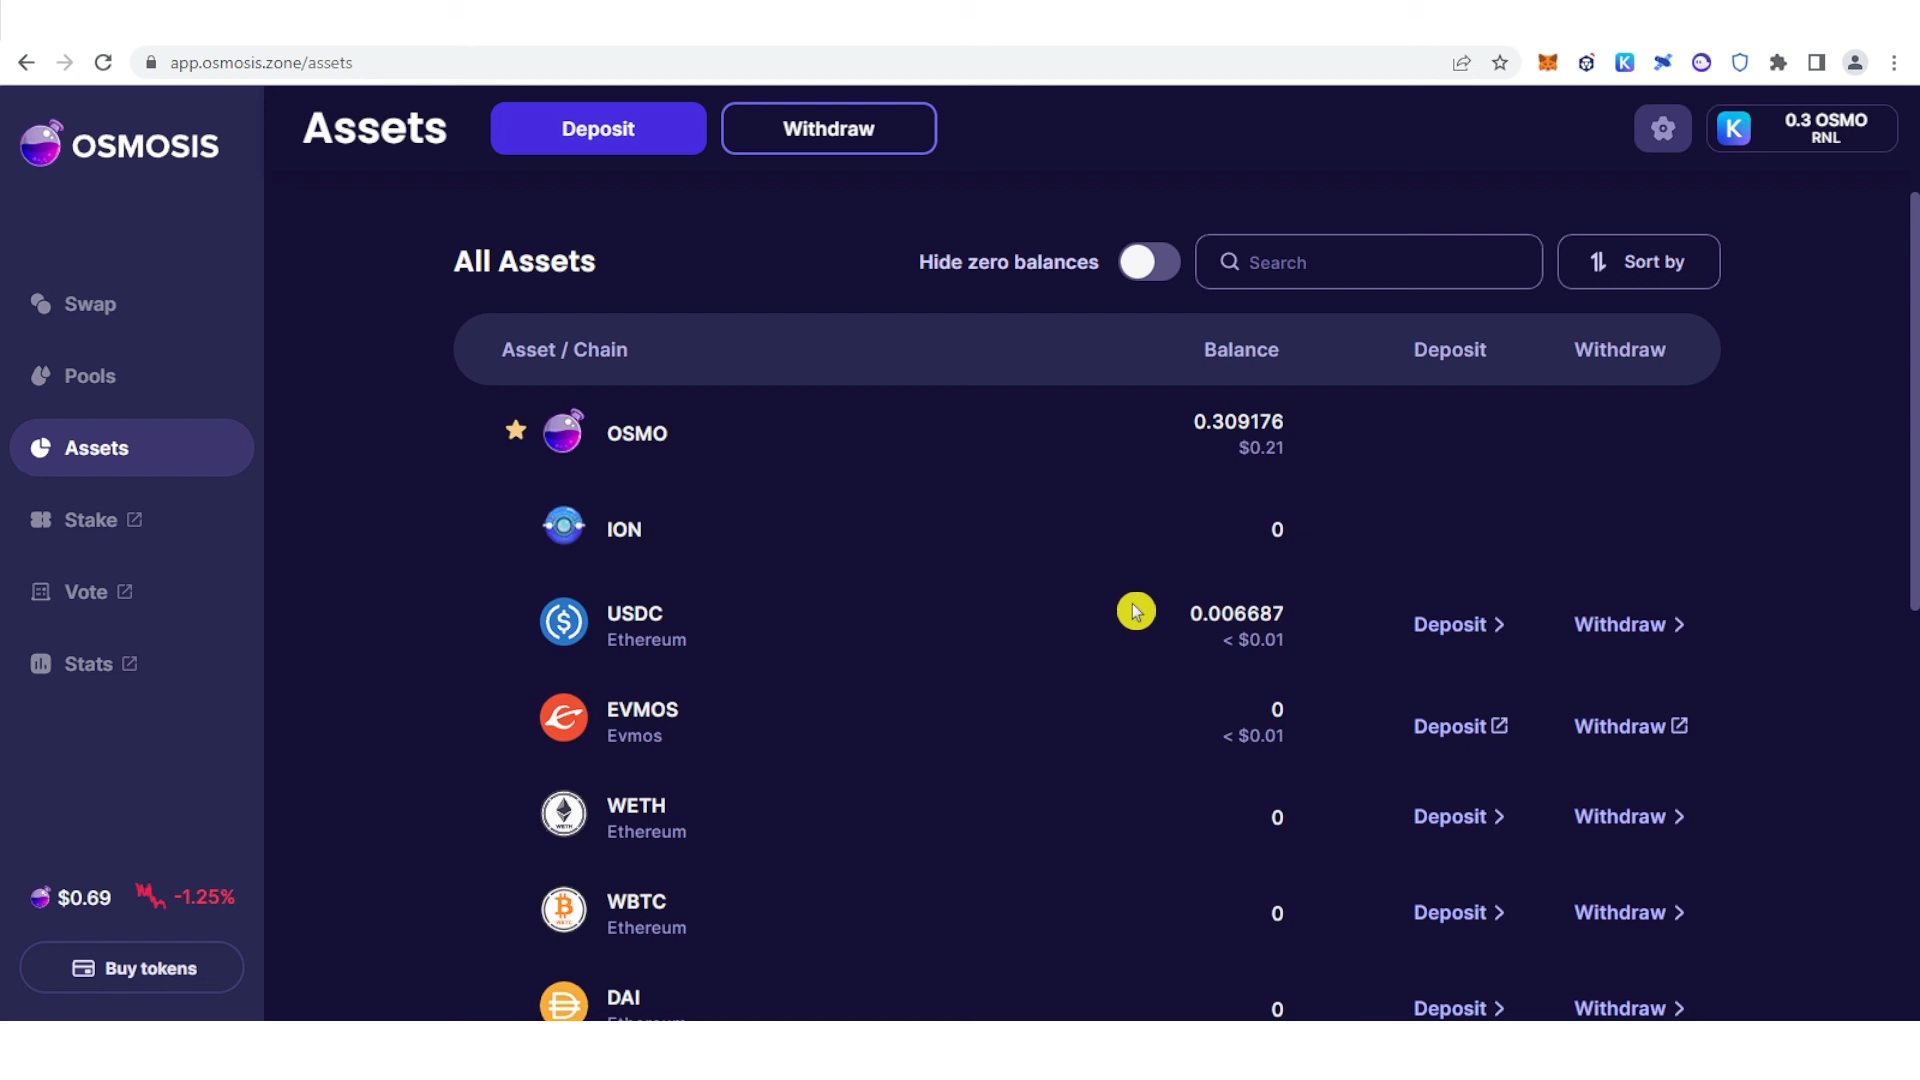 app.osmosis.zone/assets
OSMOSIS
Assets
Deposit
Withdraw
K
0.3 OSMO
RNL
Swap
Pools
Assets
Stake
Vote
Stats
$0.69
-1.25%
Buy tokens
All Assets
Hide zero balances
Search
Sort by
Asset / Chain
Balance
Deposit
Withdraw
OSMO
0.309176
$0.21
ION
0
USDC
Ethereum
0.006687
< $0.01
Deposit
Withdraw
EVMOS
Evmos
0
< $0.01
Deposit
Withdraw
WETH
Ethereum
0
Deposit
Withdraw
WBTC
Ethereum
0
Deposit
Withdraw
DAI
0
Deposit
Withdraw